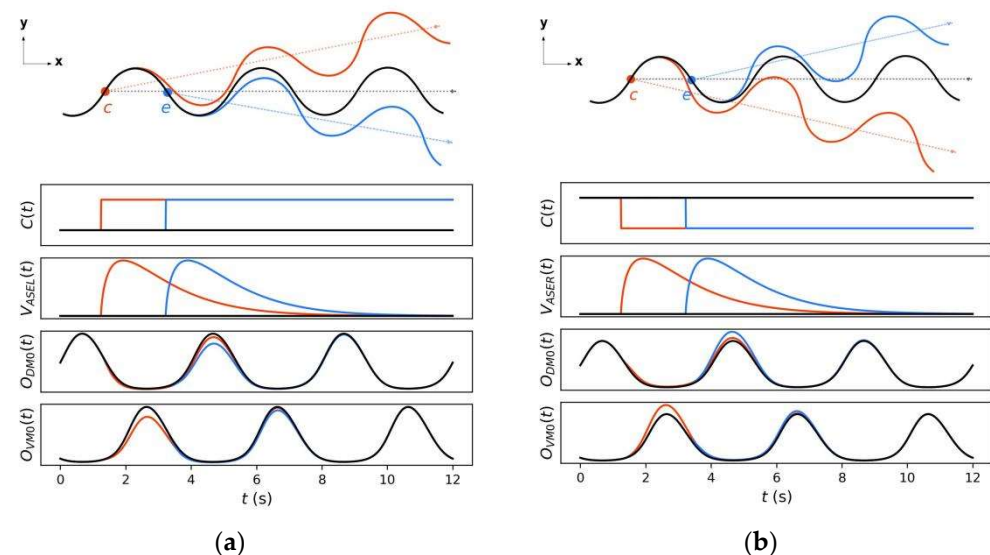 y
x
c
e
C(t)
V_ASEL(t)
O_DM0(t)
O_VM0(t)
0 2 4 6 8 10 12
t (s)
(a)
y
x
c
e
C(t)
V_ASER(t)
O_DM0(t)
O_VM0(t)
0 2 4 6 8 10 12
t (s)
(b)